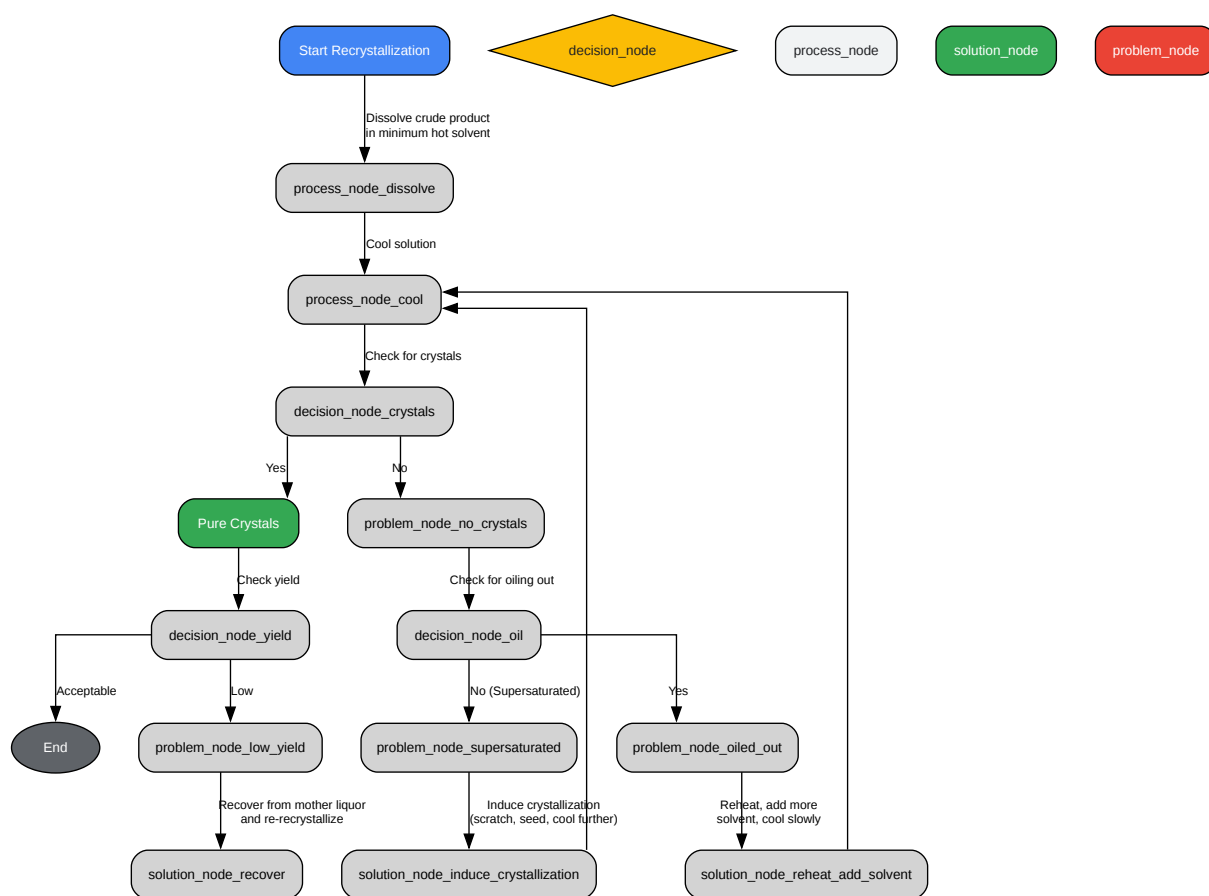 Start Recrystallization
decision_node
process_node
solution_node
problem_node
Dissolve crude product
in minimum hot solvent
process_node_dissolve
Cool solution
process_node_cool
Check for crystals
decision_node_crystals
Yes
No
Pure Crystals
problem_node_no_crystals
Check yield
Check for oiling out
decision_node_yield
decision_node_oil
Acceptable
Low
No (Supersaturated)
Yes
End
problem_node_low_yield
problem_node_supersaturated
problem_node_oiled_out
Recover from mother liquor
and re-recrystallize
Induce crystallization
(scratch, seed, cool further)
Reheat, add more
solvent, cool slowly
solution_node_recover
solution_node_induce_crystallization
solution_node_reheat_add_solvent